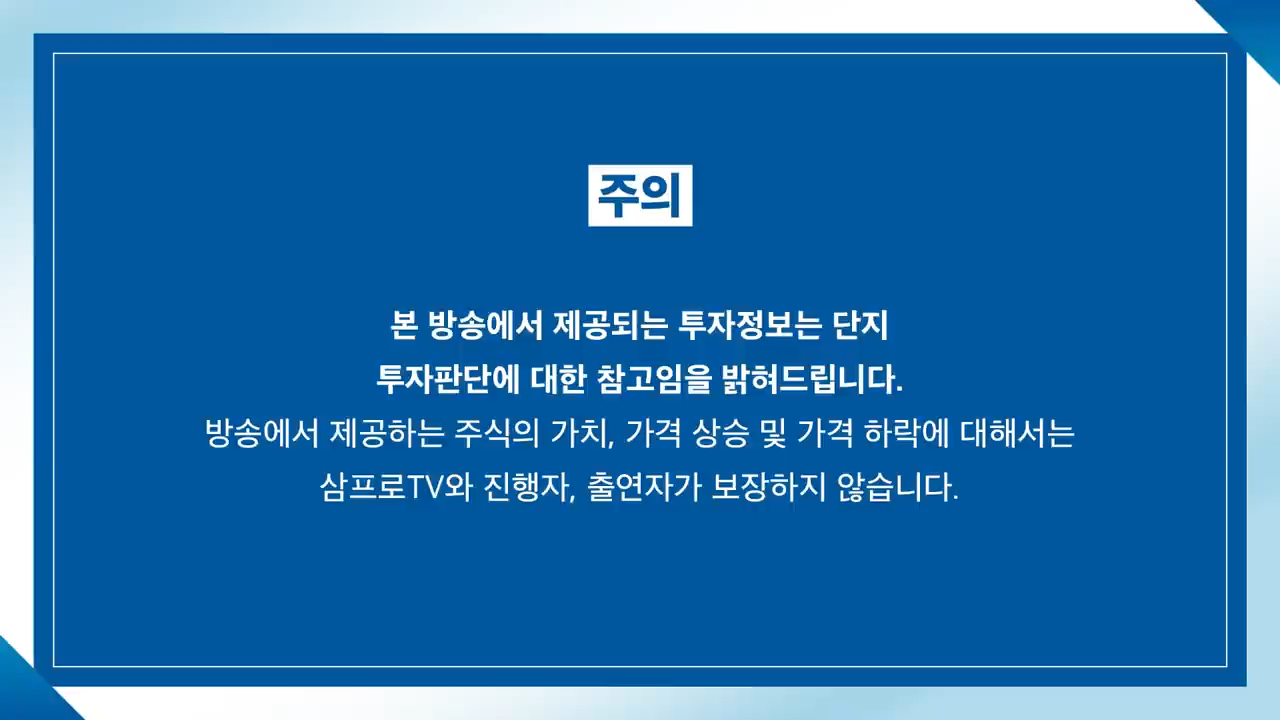 주의
본 방송에서 제공되는 투자정보는 단지
투자판단에 대한 참고임을 밝혀드립니다.
방송에서 제공하는 주식의 가치, 가격 상승 및 가격 하락에 대해서는
삼프로TV와 진행자, 출연자가 보장하지 않습니다.